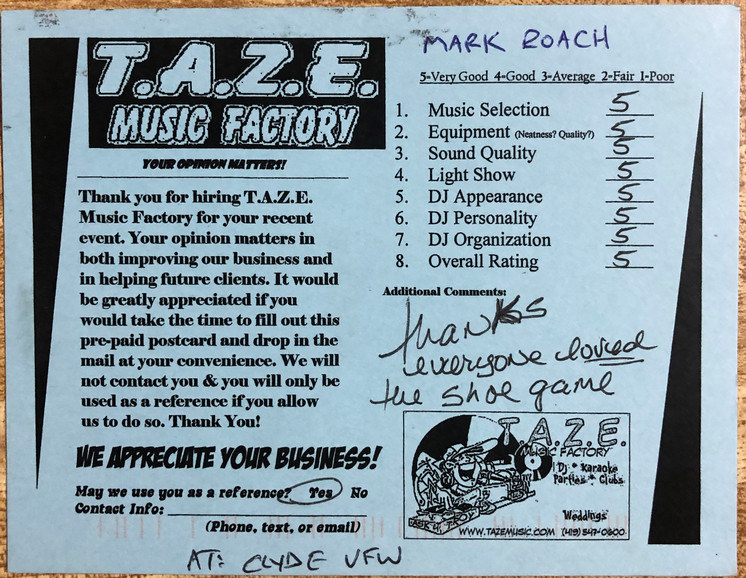 T.A.Z.E.
MUSIC FACTORY
YOUR OPINION MATTERS!
Thank you for hiring T.A.Z.E.
Music Factory for your recent
event. Your opinion matters in
both improving our business and
in helping future clients. It would
be greatly appreciated if you
would take the time to fill out this
pre-paid postcard and drop in the
mail at your convenience. We will
not contact you & you will only be
used as a reference if you allow
us to do so. Thank You!
WE APPRECIATE YOUR BUSINESS!
May we use you as a reference? Yes No
Contact Info:
(Phone, text, or email)
AT: CLYDE VFW
MARK ROACH
5=Very Good 4=Good 3=Average 2=Fair 1=Poor
1. Music Selection 5
2. Equipment (Neatness? Quality?) 5
3. Sound Quality 5
4. Light Show 5
5. DJ Appearance 5
6. DJ Personality 5
7. DJ Organization 5
8. Overall Rating 5
Additional Comments:
thanks
everyone loved
the shoe game
T.A.Z.E.
MUSIC FACTORY
Dj * Karaoke
Parties * Clubs
Weddings
WWW.TAZEMUSIC.COM (419) 547-0600